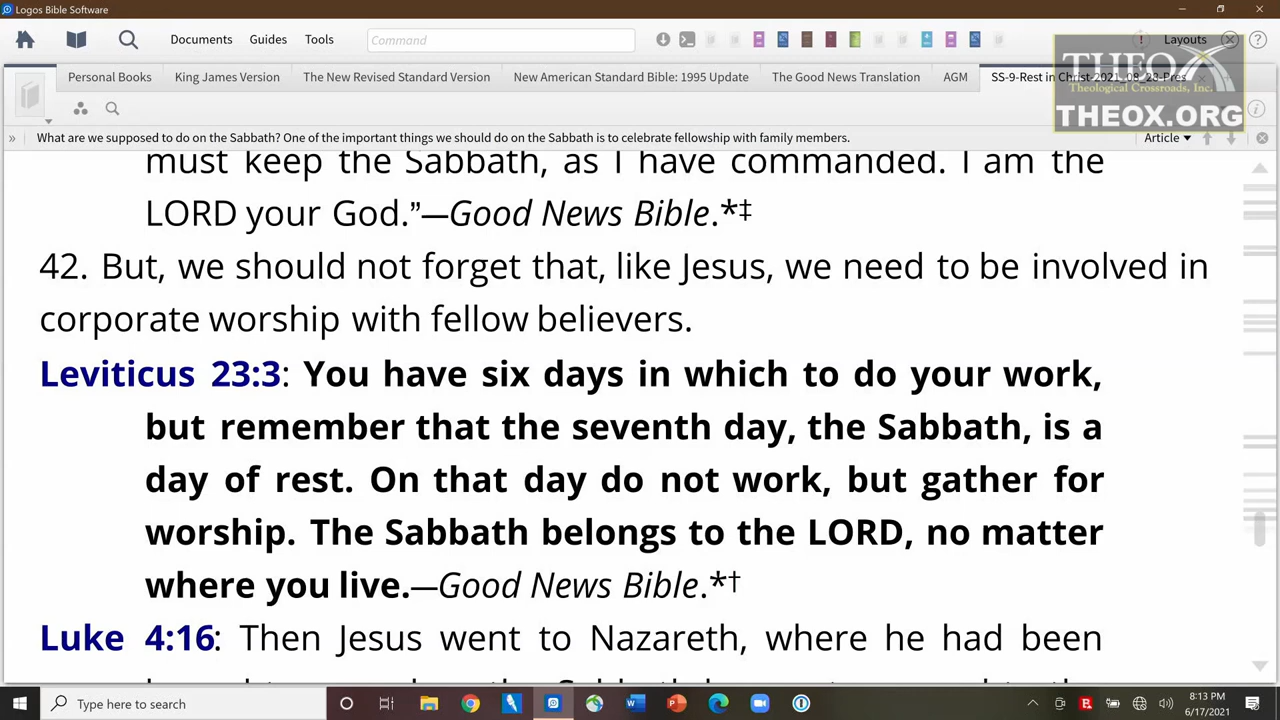 Logos Bible Software
Documents Guides Tools Command Layouts
THEOX
Theological Crossroads, Inc.
THEOX.ORG
Personal Books King James Version The New Revised Standard Version New American Standard Bible: 1995 Update The Good News Translation AGM SS-9-Rest in Christ-2021_08_28-Pres
» What are we supposed to do on the Sabbath? One of the important things we should do on the Sabbath is to celebrate fellowship with family members. Article
must keep the Sabbath, as I have commanded. I am the
LORD your God.”—Good News Bible.*‡
42. But, we should not forget that, like Jesus, we need to be involved in
corporate worship with fellow believers.
Leviticus 23:3: You have six days in which to do your work,
but remember that the seventh day, the Sabbath, is a
day of rest. On that day do not work, but gather for
worship. The Sabbath belongs to the LORD, no matter
where you live.—Good News Bible.*†
Luke 4:16: Then Jesus went to Nazareth, where he had been
Type here to search
8:13 PM
6/17/2021